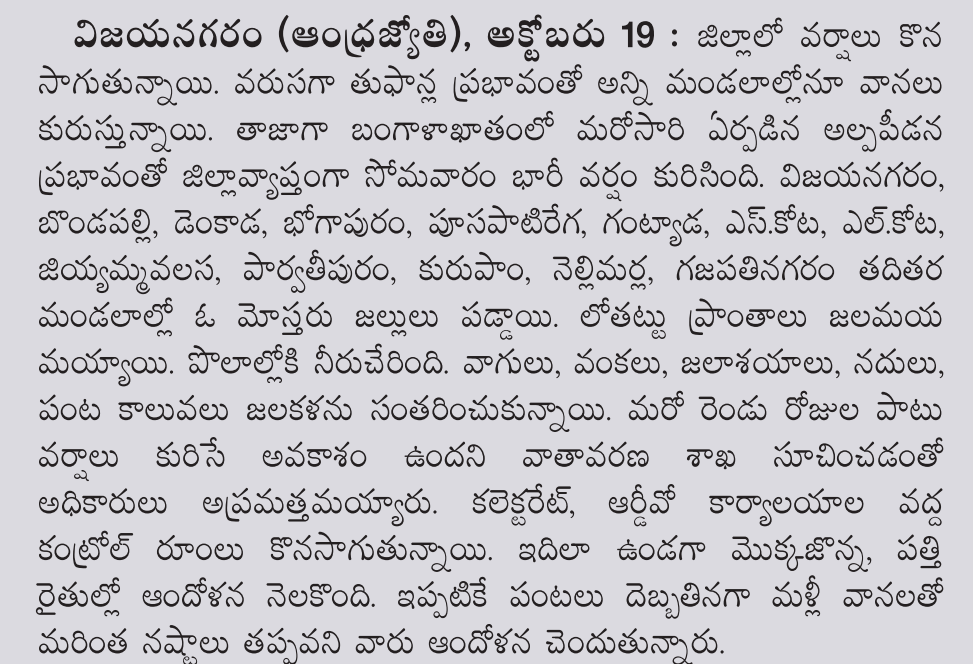 విజయనగరం (ఆంధ్రజ్యోతి), అక్టోబరు 19 : జిల్లాలో వర్షాలు కొన
సాగుతున్నాయి. వరుసగా తుఫాన్ల ప్రభావంతో అన్ని మండలాల్లోనూ వానలు
కురుస్తున్నాయి. తాజాగా బంగాళాఖాతంలో మరోసారి ఏర్పడిన అల్పపీడన
ప్రభావంతో జిల్లావ్యాప్తంగా సోమవారం భారీ వర్షం కురిసింది. విజయనగరం,
బొండపల్లి, డెంకాడ, భోగాపురం, పూసపాటిరేగ, గంట్యాడ, ఎస్.కోట, ఎల్.కోట,
జియ్యమ్మవలస, పార్వతీపురం, కురుపాం, నెల్లిమర్ల, గజపతినగరం తదితర
మండలాల్లో ఓ మోస్తరు జల్లులు పడ్డాయి. లోతట్టు ప్రాంతాలు జలమయ
మయ్యాయి. పొలాల్లోకి నీరుచేరింది. వాగులు, వంకలు, జలాశయాలు, నదులు,
పంట కాలువలు జలకళను సంతరించుకున్నాయి. మరో రెండు రోజుల పాటు
వర్షాలు కురిసే అవకాశం ఉందని వాతావరణ శాఖ సూచించడంతో
అధికారులు అప్రమత్తమయ్యారు. కలెక్టరేట్, ఆర్డీవో కార్యాలయాల వద్ద
కంట్రోల్ రూంలు కొనసాగుతున్నాయి. ఇదిలా ఉండగా మొక్కజొన్న, పత్తి
రైతుల్లో ఆందోళన నెలకొంది. ఇప్పటికే పంటలు దెబ్బతినగా మళ్లీ వానలతో
మరింత నష్టాలు తప్పవని వారు ఆందోళన చెందుతున్నారు.